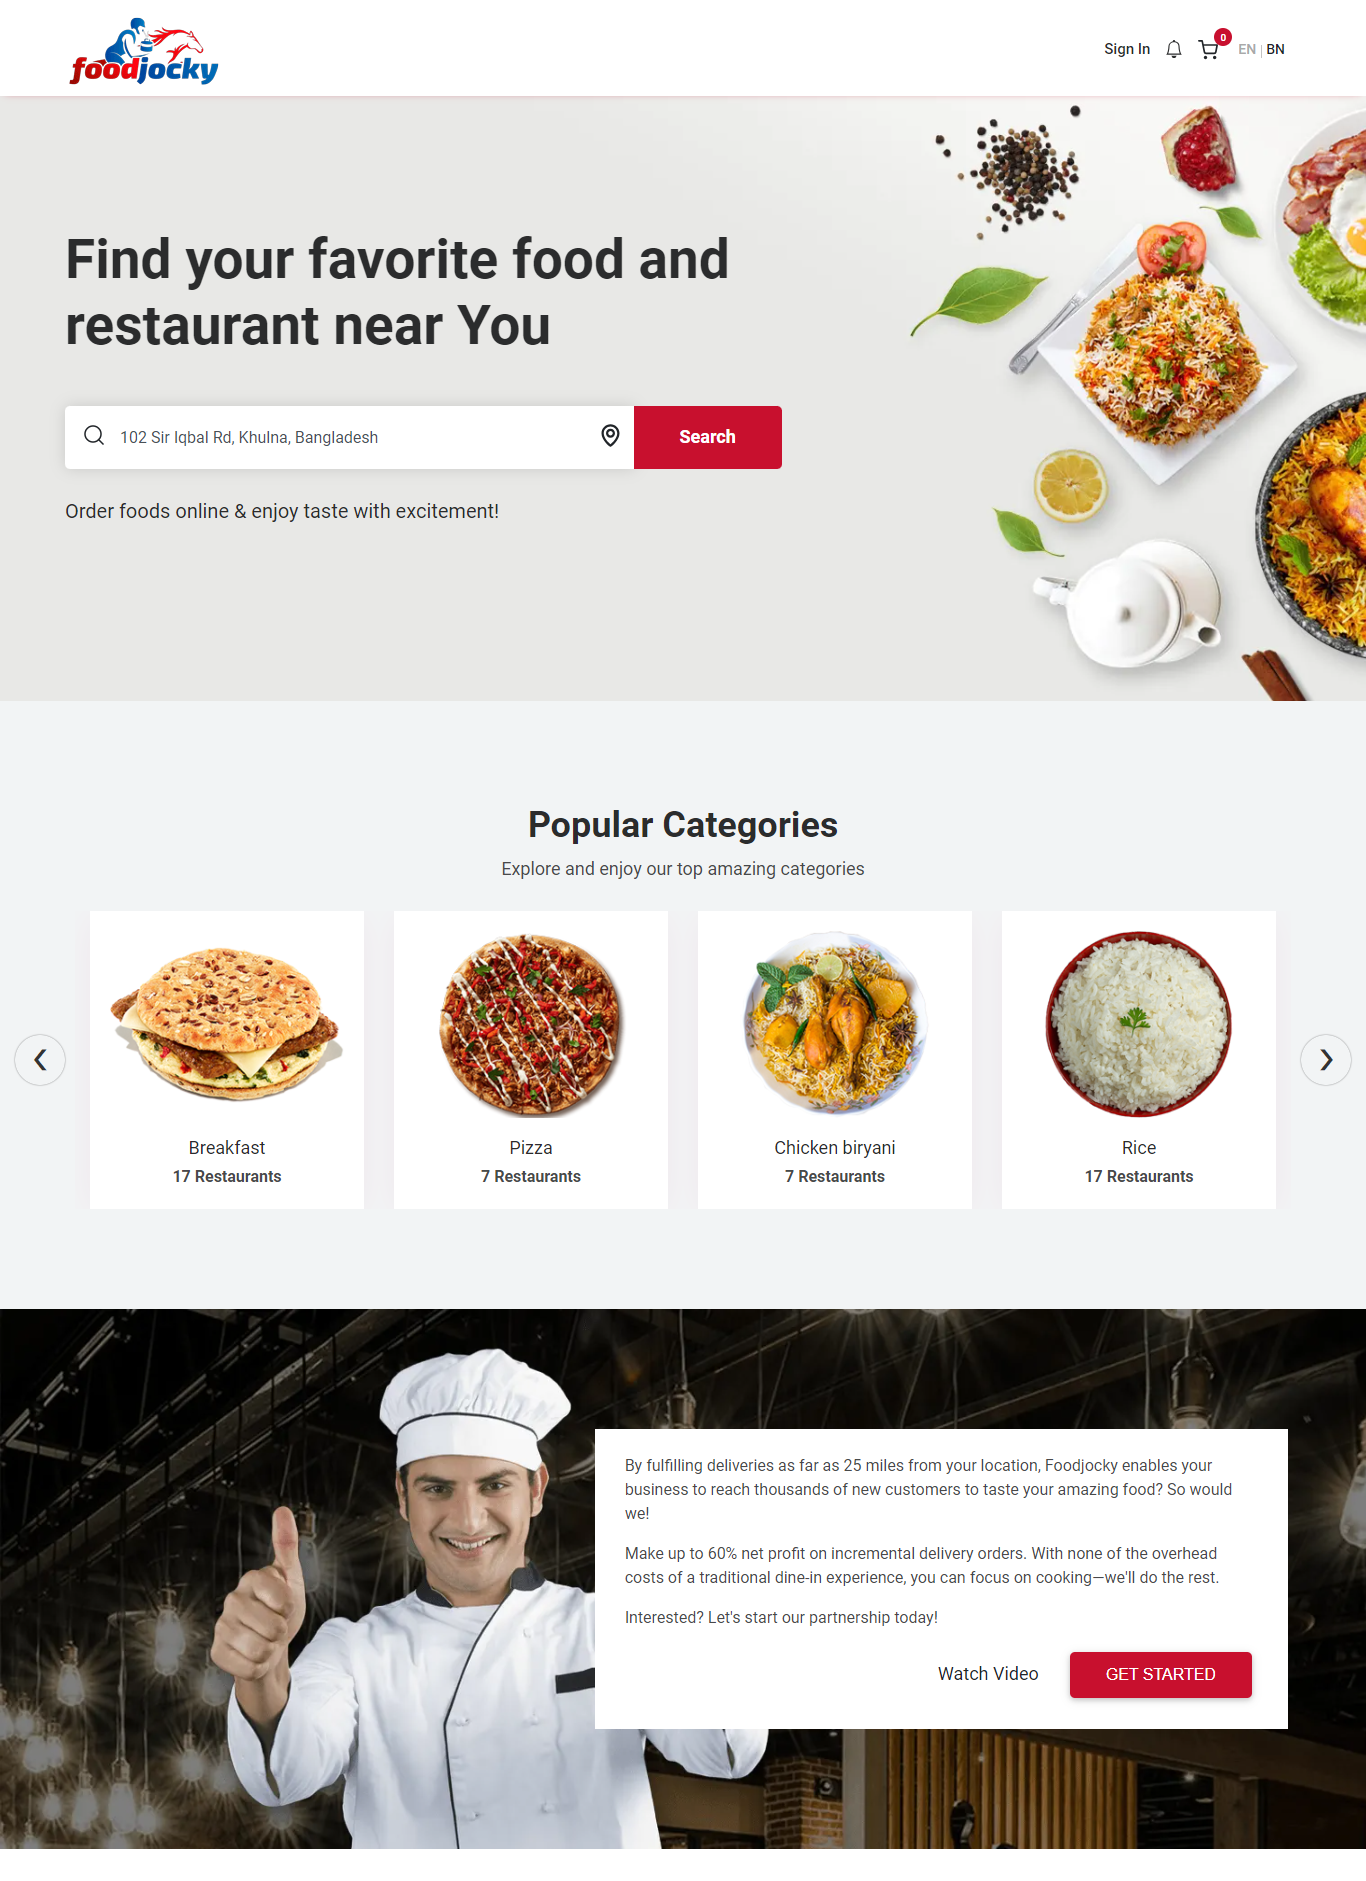 foodjocky
Sign In
0
EN | BN
Find your favorite food and
restaurant near You
102 Sir Iqbal Rd, Khulna, Bangladesh
Search
Order foods online & enjoy taste with excitement!
Popular Categories
Explore and enjoy our top amazing categories
Breakfast
17 Restaurants
Pizza
7 Restaurants
Chicken biryani
7 Restaurants
Rice
17 Restaurants
By fulfilling deliveries as far as 25 miles from your location, Foodjocky enables your
business to reach thousands of new customers to taste your amazing food? So would
we!
Make up to 60% net profit on incremental delivery orders. With none of the overhead
costs of a traditional dine-in experience, you can focus on cooking—we'll do the rest.
Interested? Let's start our partnership today!
Watch Video
GET STARTED